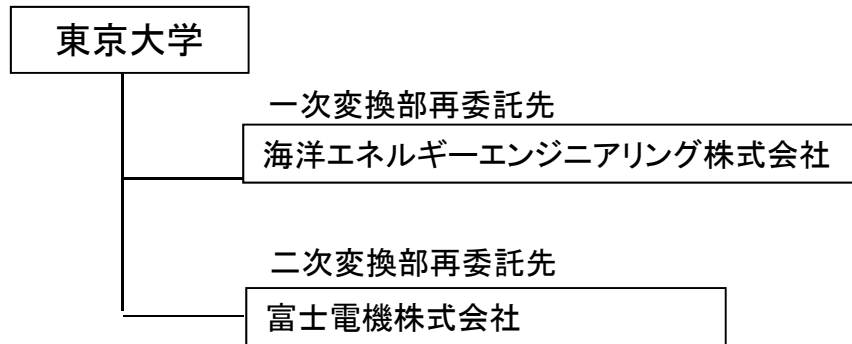 東京大学
一次変換部再委託先
海洋エネルギーエンジニアリング株式会社
二次変換部再委託先
富士電機株式会社